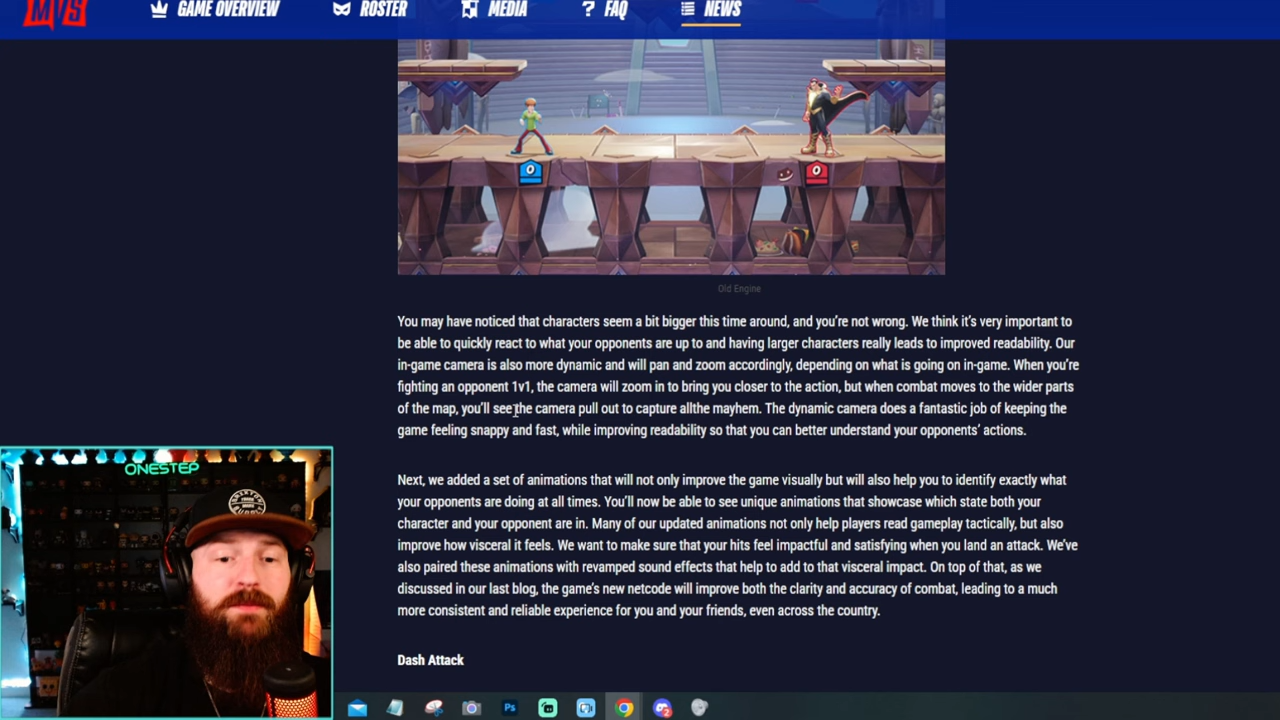 MVS
GAME OVERVIEW
ROSTER
MEDIA
FAQ
NEWS
0
0
Old Engine
You may have noticed that characters seem a bit bigger this time around, and you're not wrong. We think it's very important to
be able to quickly react to what your opponents are up to and having larger characters really leads to improved readability. Our
in-game camera is also more dynamic and will pan and zoom accordingly, depending on what is going on in-game. When you're
fighting an opponent 1v1, the camera will zoom in to bring you closer to the action, but when combat moves to the wider parts
of the map, you'll see the camera pull out to capture allthe mayhem. The dynamic camera does a fantastic job of keeping the
game feeling snappy and fast, while improving readability so that you can better understand your opponents' actions.
Next, we added a set of animations that will not only improve the game visually but will also help you to identify exactly what
your opponents are doing at all times. You'll now be able to see unique animations that showcase which state both your
character and your opponent are in. Many of our updated animations not only help players read gameplay tactically, but also
improve how visceral it feels. We want to make sure that your hits feel impactful and satisfying when you land an attack. We've
also paired these animations with revamped sound effects that help to add to that visceral impact. On top of that, as we
discussed in our last blog, the game's new netcode will improve both the clarity and accuracy of combat, leading to a much
more consistent and reliable experience for you and your friends, even across the country.
Dash Attack
ONESTEP
Ps
2